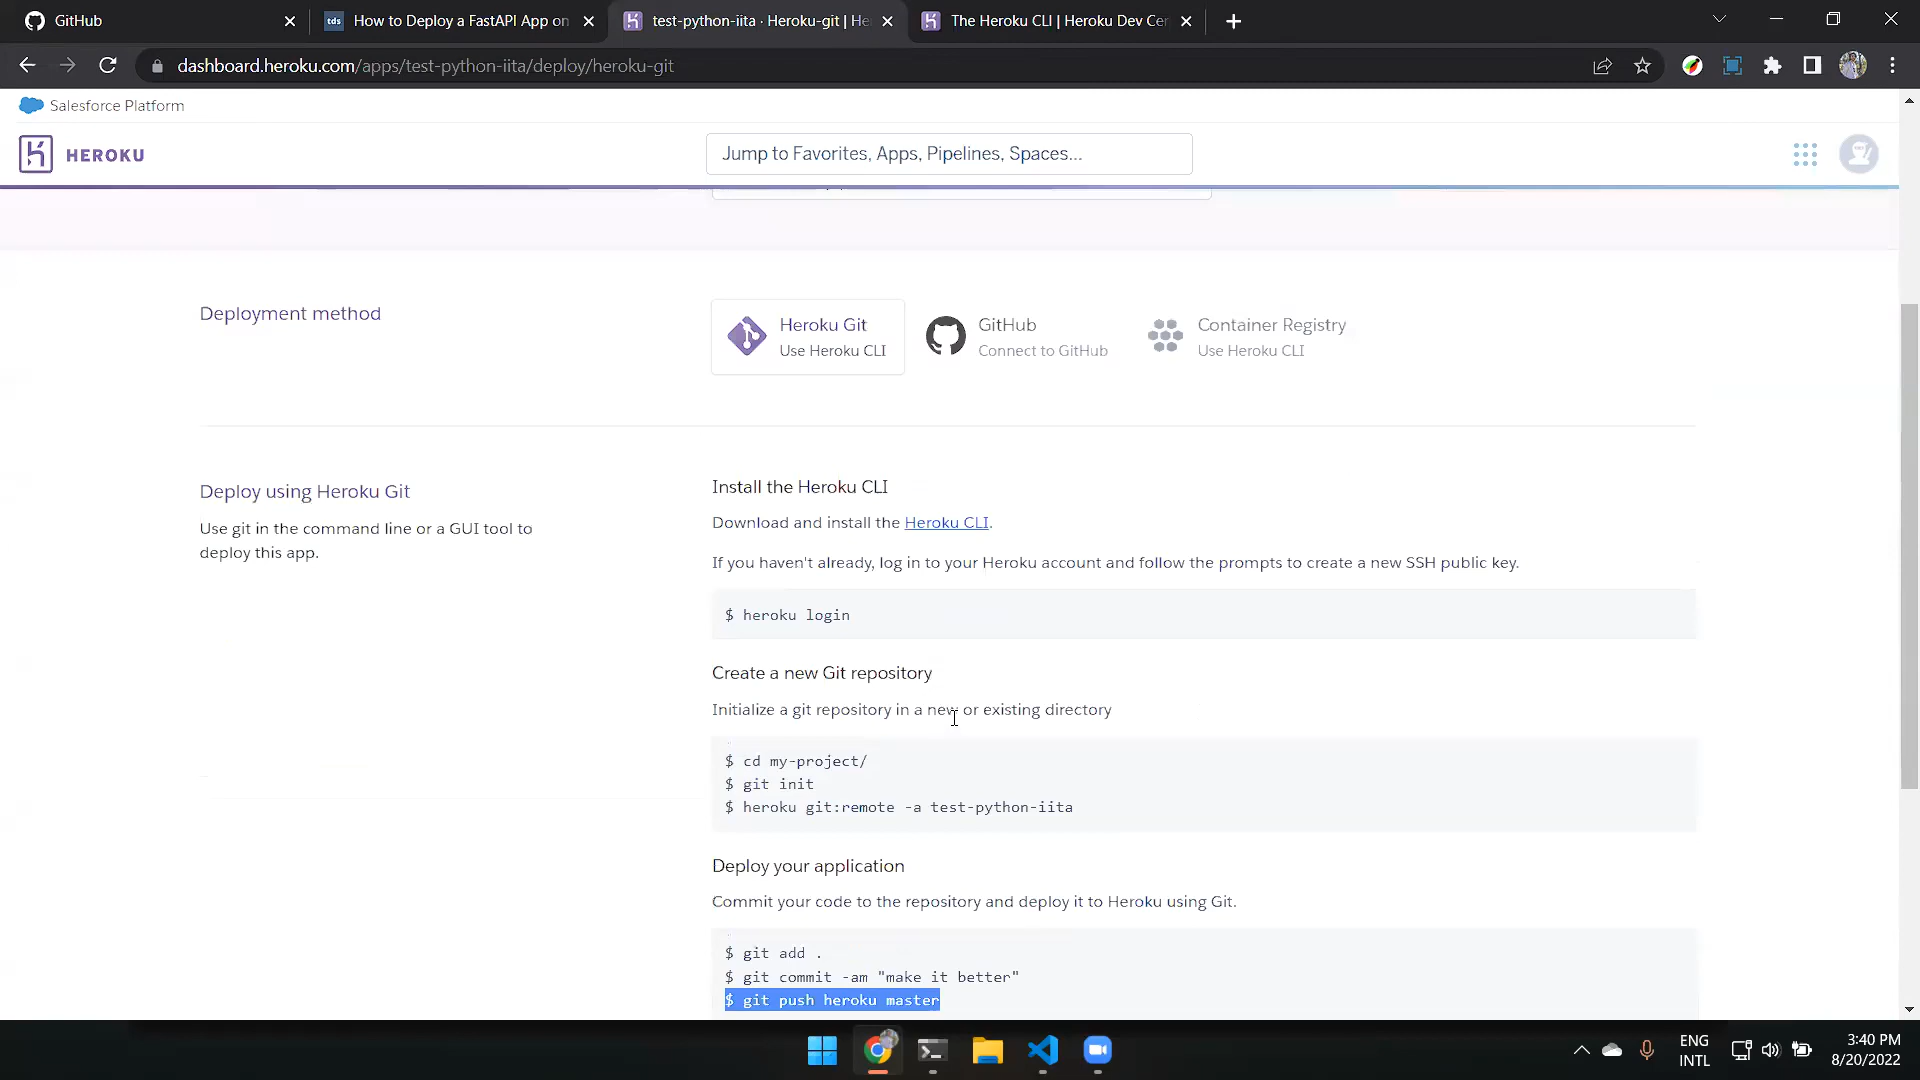 GitHub
tds How to Deploy a FastAPI App on
test-python-iita · Heroku-git | He
The Heroku CLI | Heroku Dev Cen
dashboard.heroku.com/apps/test-python-iita/deploy/heroku-git
Salesforce Platform
HEROKU
Jump to Favorites, Apps, Pipelines, Spaces...
Deployment method
Heroku Git
Use Heroku CLI
GitHub
Connect to GitHub
Container Registry
Use Heroku CLI
Deploy using Heroku Git
Use git in the command line or a GUI tool to
deploy this app.
Install the Heroku CLI
Download and install the Heroku CLI.
If you haven't already, log in to your Heroku account and follow the prompts to create a new SSH public key.
$ heroku login
Create a new Git repository
Initialize a git repository in a new or existing directory
$ cd my-project/
$ git init
$ heroku git:remote -a test-python-iita
Deploy your application
Commit your code to the repository and deploy it to Heroku using Git.
$ git add .
$ git commit -am "make it better"
$ git push heroku master
ENG
INTL
3:40 PM
8/20/2022